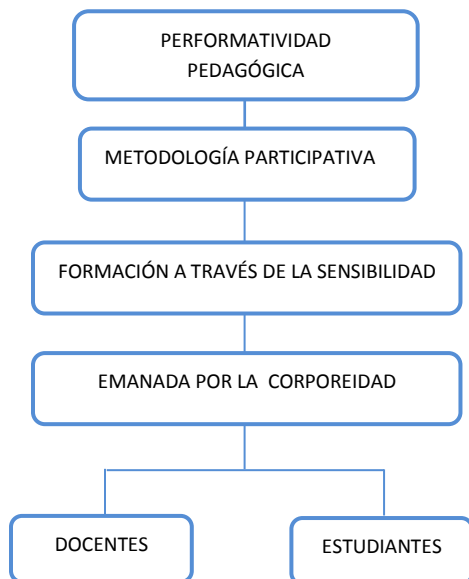 PERFORMATIVIDAD
PEDAGÓGICA
METODOLOGÍA PARTICIPATIVA
FORMACIÓN A TRAVÉS DE LA SENSIBILIDAD
EMANADA POR LA CORPOREIDAD
DOCENTES
ESTUDIANTES